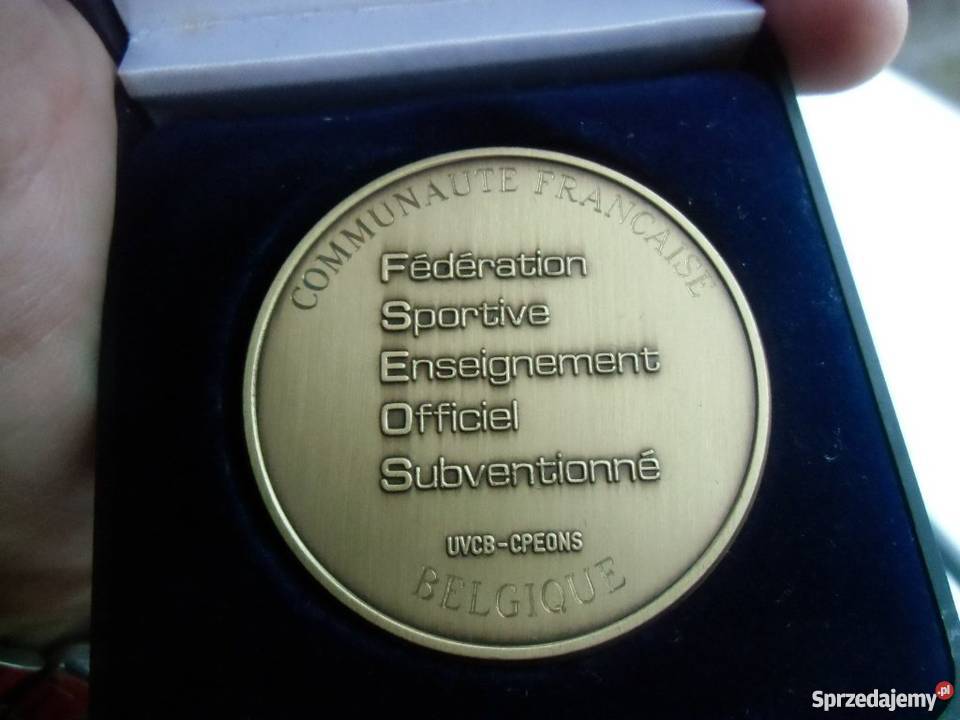 COMMUNAUTE FRANCAISE
Fédération
Sportive
Enseignement
Officiel
Subventionné
UVCB-CPEONS
BELGIQUE
Sprzedajemy.pl